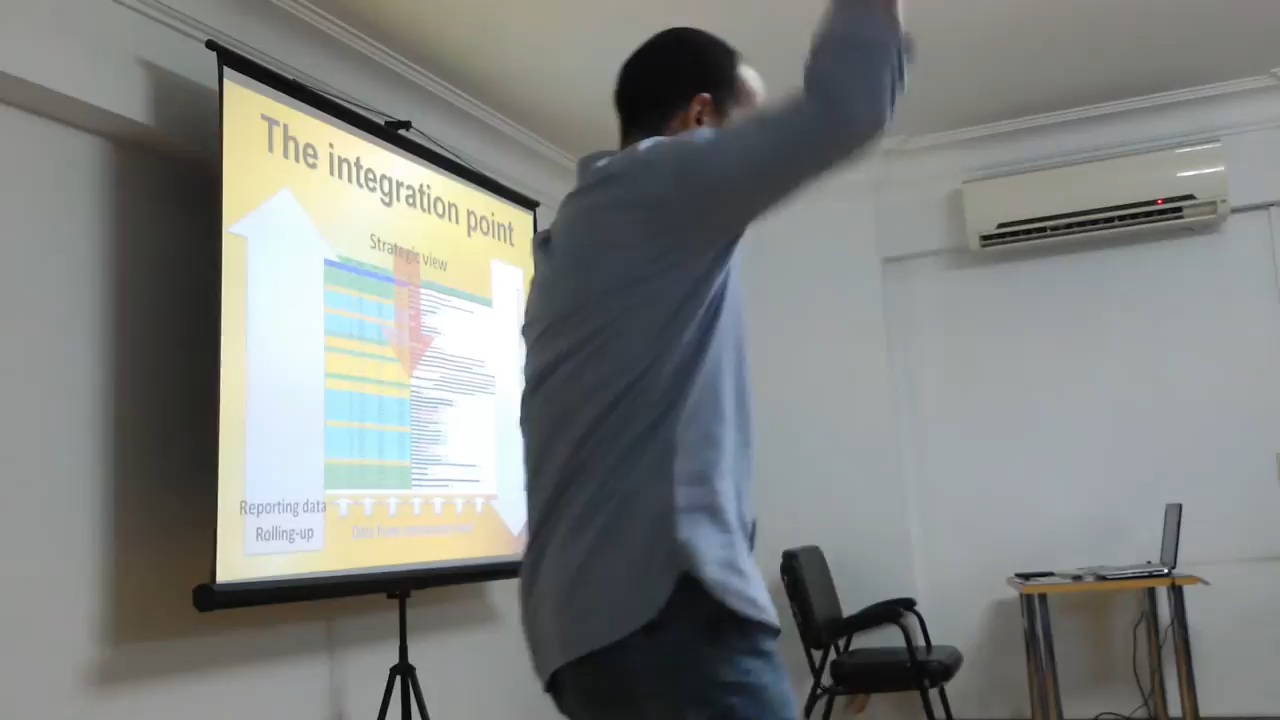 The integration point
Strategic view
Reporting data
Rolling-up